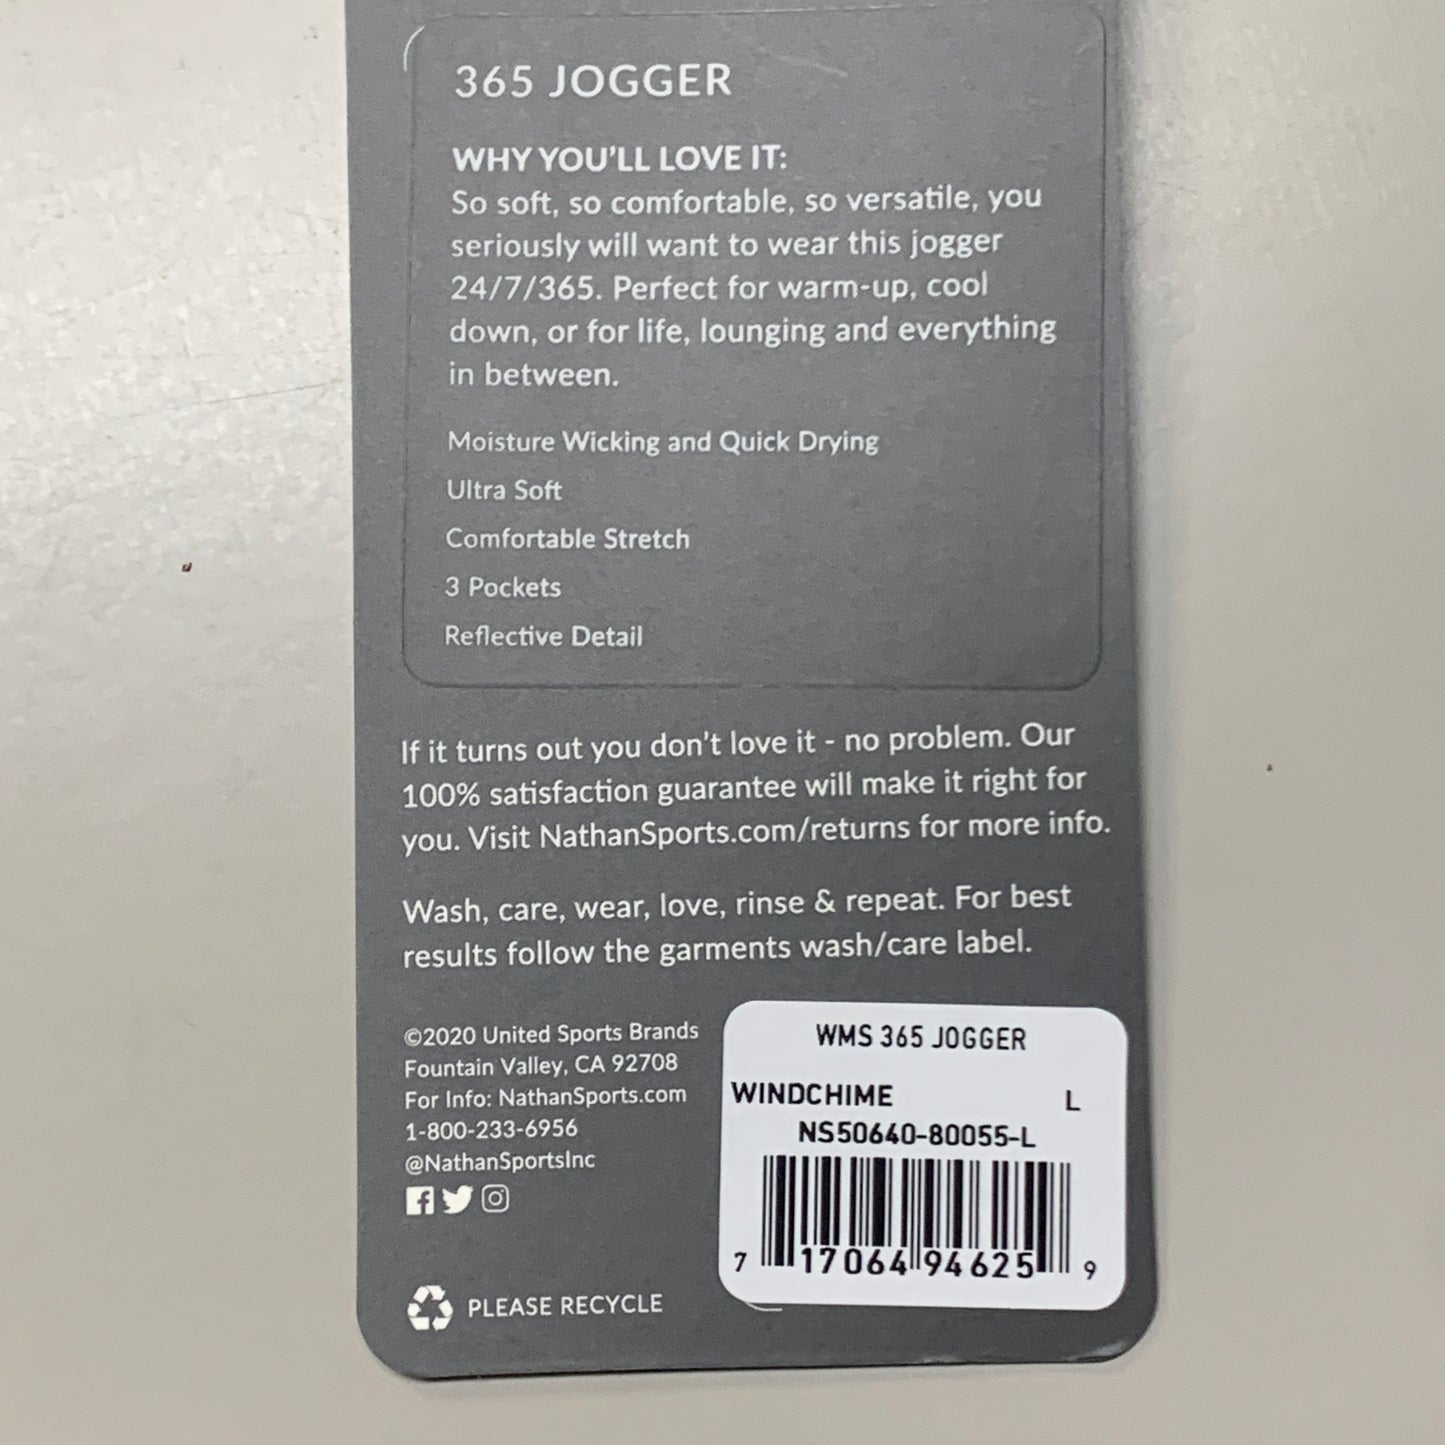 365 JOGGER
WHY YOU'LL LOVE IT:
So soft, so comfortable, so versatile, you
seriously will want to wear this jogger
24/7/365. Perfect for warm-up, cool
down, or for life, lounging and everything
in between.
Moisture Wicking and Quick Drying
Ultra Soft
Comfortable Stretch
3 Pockets
Reflective Detail
If it turns out you don't love it - no problem. Our
100% satisfaction guarantee will make it right for
you. Visit NathanSports.com/returns for more info.
Wash, care, wear, love, rinse & repeat. For best
results follow the garments wash/care label.
©2020 United Sports Brands
Fountain Valley, CA 92708
For Info: NathanSports.com
1-800-233-6956
@NathanSportsInc
PLEASE RECYCLE
WMS 365 JOGGER
WINDCHIME L
NS50640-80055-L
7 17064 94625 9